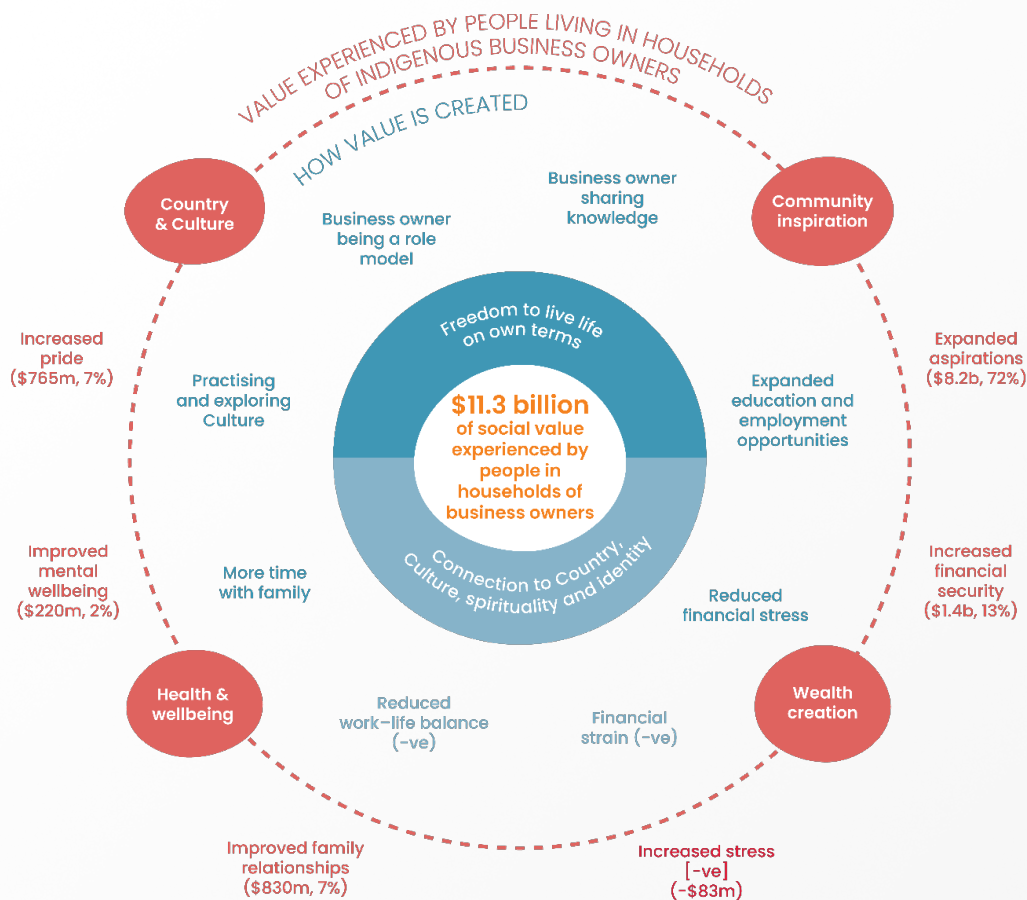 VALUE EXPERIENCED BY PEOPLE LIVING IN HOUSEHOLDS
OF INDIGENOUS BUSINESS OWNERS
HOW VALUE IS CREATED
Country
& Culture
Community
inspiration
Business owner
being a role
model
Business owner
sharing
knowledge
Freedom to live life
on own terms
Increased
pride
($765m, 7%)
Expanded
aspirations
($8.2b, 72%)
Practising
and exploring
Culture
Expanded
education and
employment
opportunities
$11.3 billion
of social value
experienced by
people in
households of
business owners
Connection to Country,
Culture, spirituality and identity
Improved
mental
wellbeing
($220m, 2%)
More time
with family
Reduced
financial stress
Increased
financial
security
($1.4b, 13%)
Health &
wellbeing
Reduced
work–life balance
(-ve)
Financial
strain (-ve)
Wealth
creation
Improved family
relationships
($830m, 7%)
Increased stress
[-ve]
(-$83m)